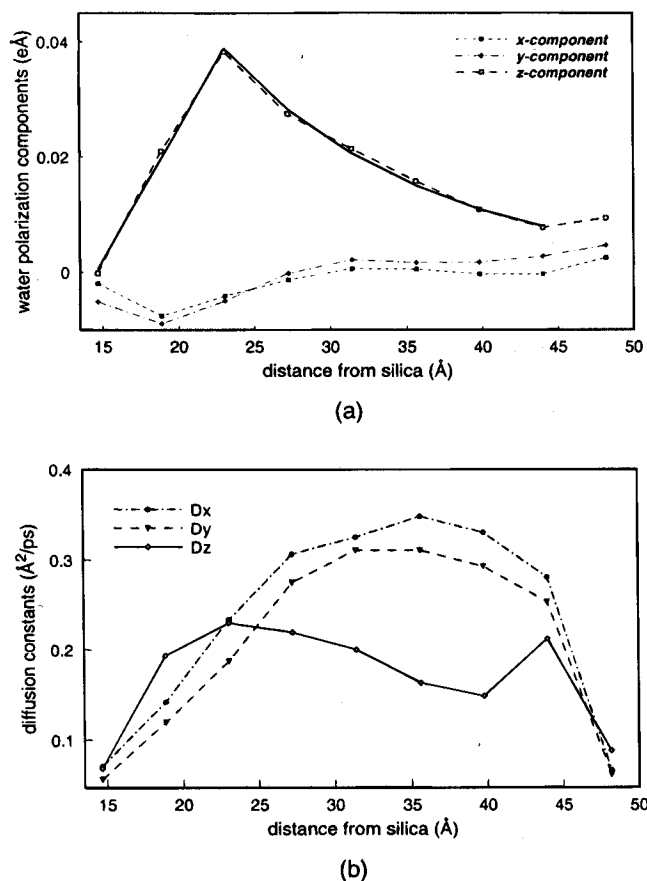 water polarization components (eÅ)
0.04
0.02
0
x-component
y-component
z-component
15 20 25 30 35 40 45 50
distance from silica (Å)
(a)
diffusion constants (Å²/ps)
0.4
0.3
0.2
0.1
Dx
Dy
Dz
15 20 25 30 35 40 45 50
distance from silica (Å)
(b)